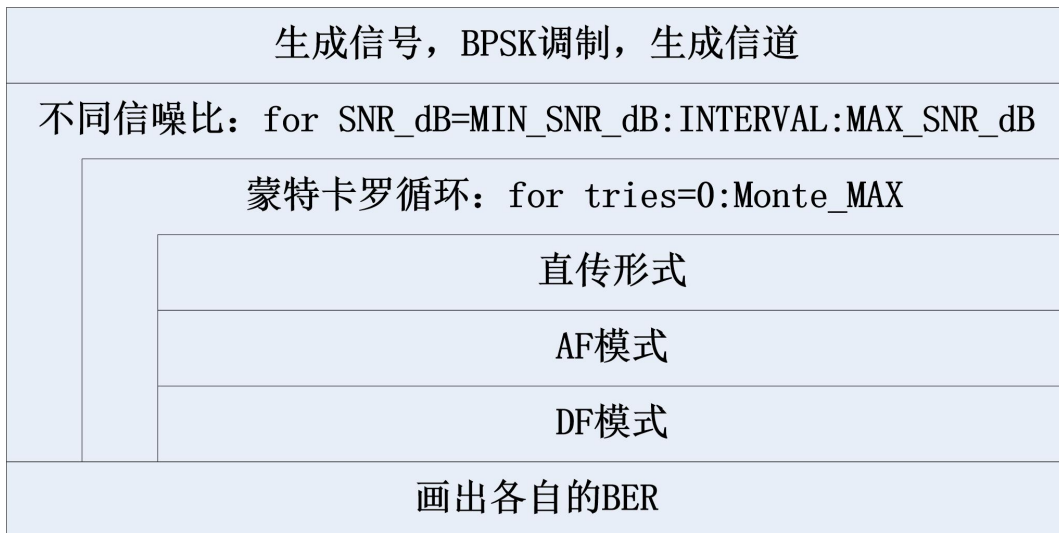 生成信号，BPSK调制，生成信道
不同信噪比：for SNR_dB=MIN_SNR_dB:INTERVAL:MAX_SNR_dB
蒙特卡罗循环：for tries=0:Monte_MAX
直传形式
AF模式
DF模式
画出各自的BER